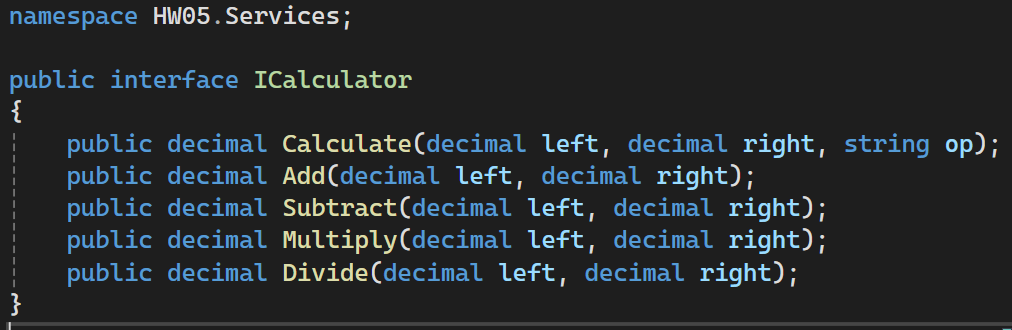 namespace HW05.Services;
public interface ICalculator
{
public decimal Calculate(decimal left, decimal right, string op);
public decimal Add(decimal left, decimal right);
public decimal Subtract(decimal left, decimal right);
public decimal Multiply(decimal left, decimal right);
public decimal Divide(decimal left, decimal right);
}